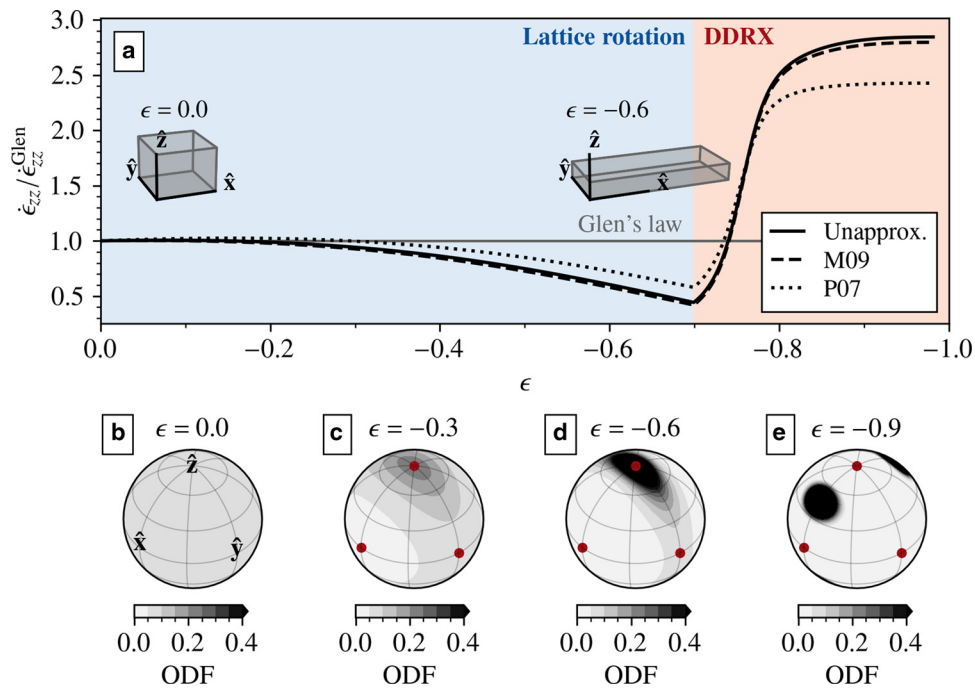 a
Lattice rotation
DDRX
3.0
2.5
2.0
1.5
1.0
0.5
ϵ̇zz/ϵ̇zz^Glen
ϵ = 0.0
ẑ
ŷ
x̂
ϵ = −0.6
ẑ
ŷ
x̂
Glen's law
Unapprox.
M09
P07
0.0
−0.2
−0.4
−0.6
−0.8
−1.0
ϵ
b
ϵ = 0.0
c
ϵ = −0.3
d
ϵ = −0.6
e
ϵ = −0.9
ẑ
x̂
ŷ
0.0 0.2 0.4
ODF
0.0 0.2 0.4
ODF
0.0 0.2 0.4
ODF
0.0 0.2 0.4
ODF